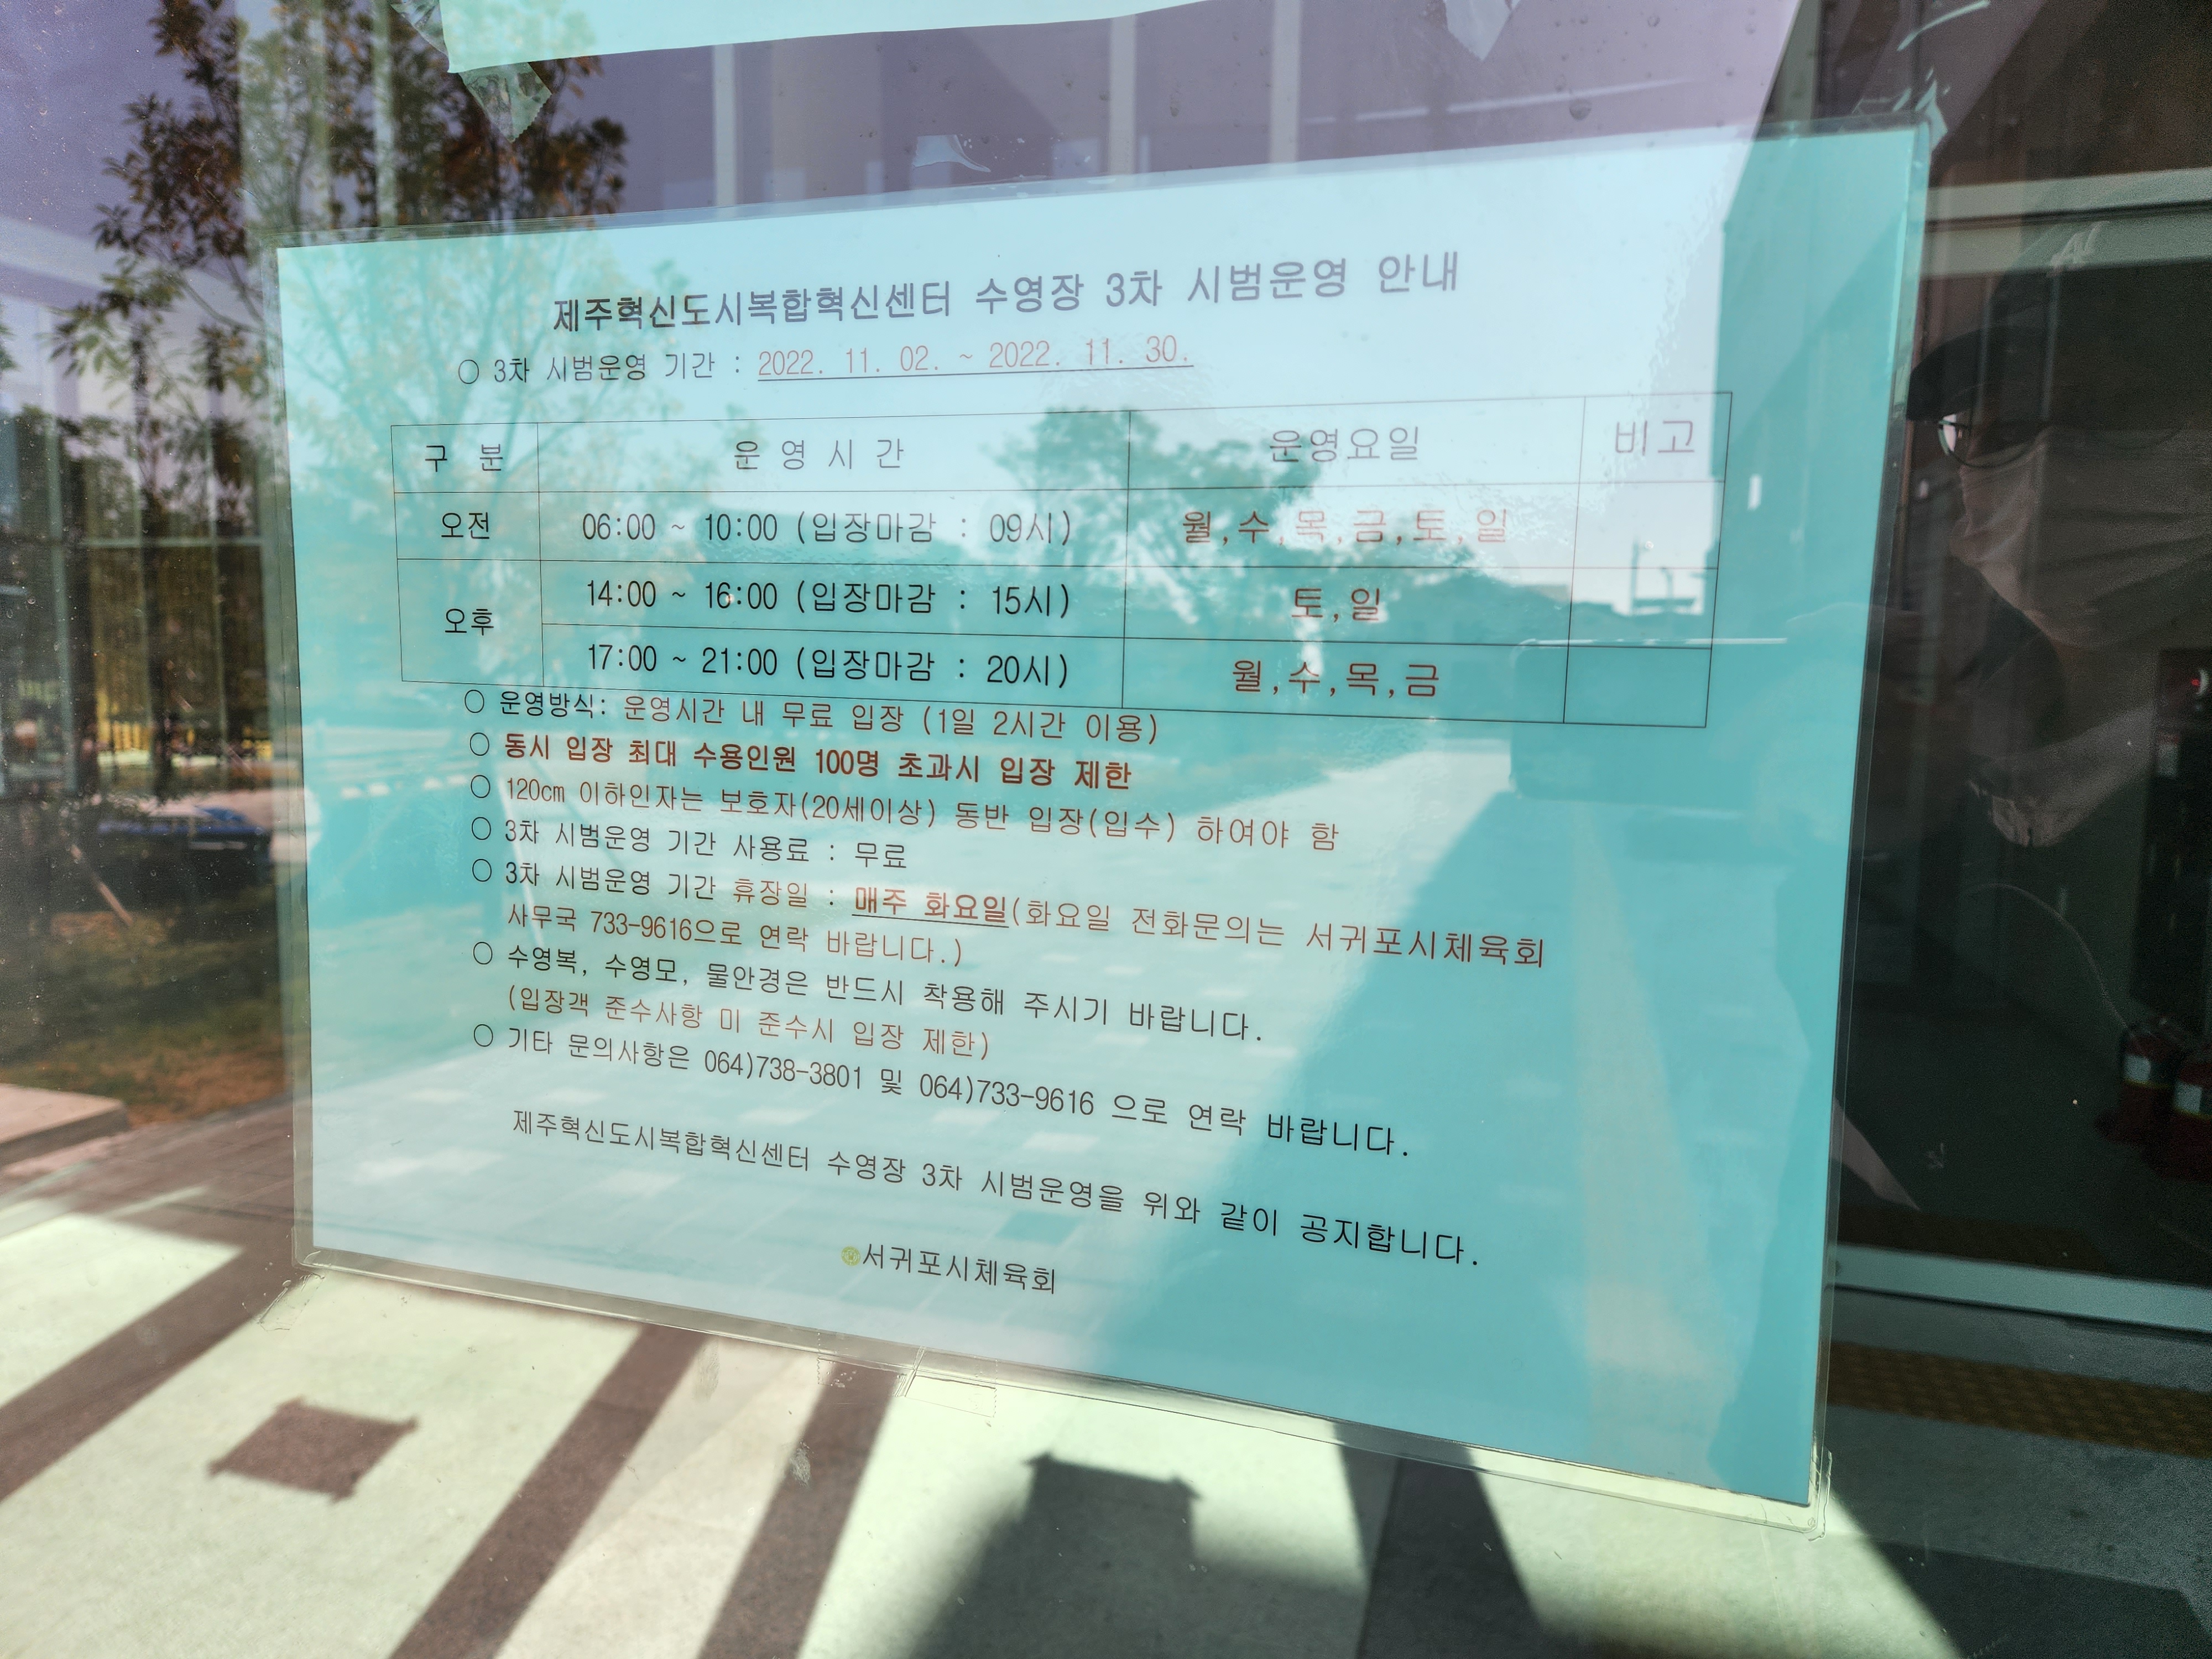 제주혁신도시복합혁신센터 수영장 3차 시범운영 안내
○ 3차 시범운영 기간 : 2022. 11. 02. ~ 2022. 11. 30.
구 분 운 영 시 간 운영요일 비고
오전 06:00 ~ 10:00 (입장마감 : 09시) 월,수,목,금,토,일
오후 14:00 ~ 16:00 (입장마감 : 15시) 토,일
17:00 ~ 21:00 (입장마감 : 20시) 월,수,목,금
○ 운영방식: 운영시간 내 무료 입장 (1일 2시간 이용)
○ 동시 입장 최대 수용인원 100명 초과시 입장 제한
○ 120cm 이하인자는 보호자(20세이상) 동반 입장(입수) 하여야 함
○ 3차 시범운영 기간 사용료 : 무료
○ 3차 시범운영 기간 휴장일 : 매주 화요일(화요일 전화문의는 서귀포시체육회
사무국 733-9616으로 연락 바랍니다.)
○ 수영복, 수영모, 물안경은 반드시 착용해 주시기 바랍니다.
(입장객 준수사항 미 준수시 입장 제한)
○ 기타 문의사항은 064)738-3801 및 064)733-9616 으로 연락 바랍니다.
제주혁신도시복합혁신센터 수영장 3차 시범운영을 위와 같이 공지합니다.
서귀포시체육회